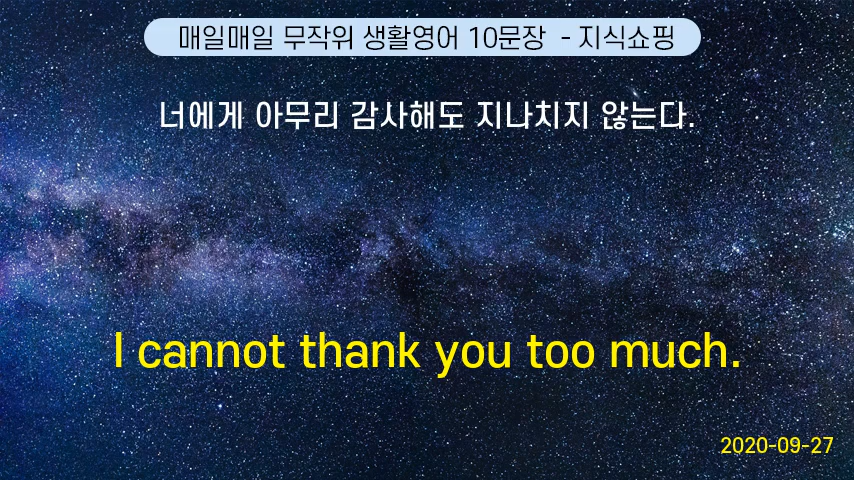 매일매일 무작위 생활영어 10문장 - 지식쇼핑
너에게 아무리 감사해도 지나치지 않는다.
I cannot thank you too much.
2020-09-27